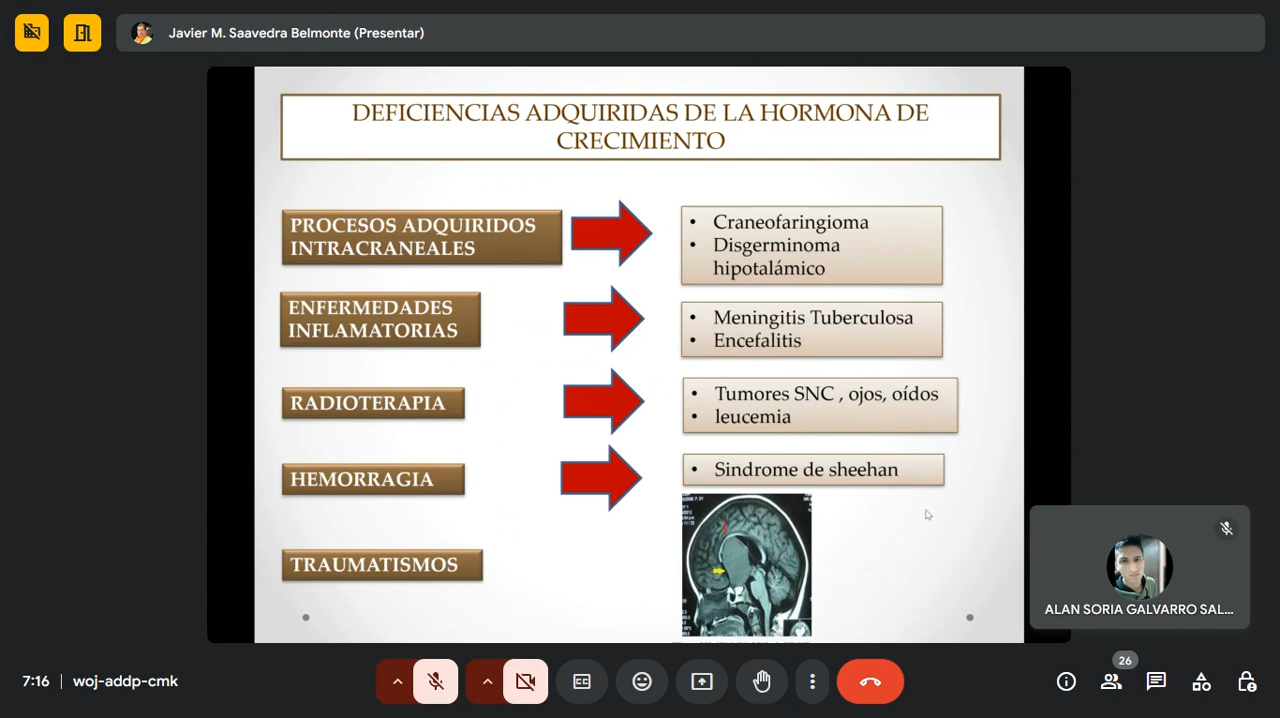 Javier M. Saavedra Belmonte (Presentar)
DEFICIENCIAS ADQUIRIDAS DE LA HORMONA DE
CRECIMIENTO
PROCESOS ADQUIRIDOS
INTRACRANEALES
• Craneofaringioma
• Disgerminoma
hipotalámico
ENFERMEDADES
INFLAMATORIAS
• Meningitis Tuberculosa
• Encefalitis
RADIOTERAPIA
• Tumores SNC , ojos, oídos
• leucemia
HEMORRAGIA
• Sindrome de sheehan
TRAUMATISMOS
ALAN SORIA GALVARRO SAL...
7:16 | woj-addp-cmk
26